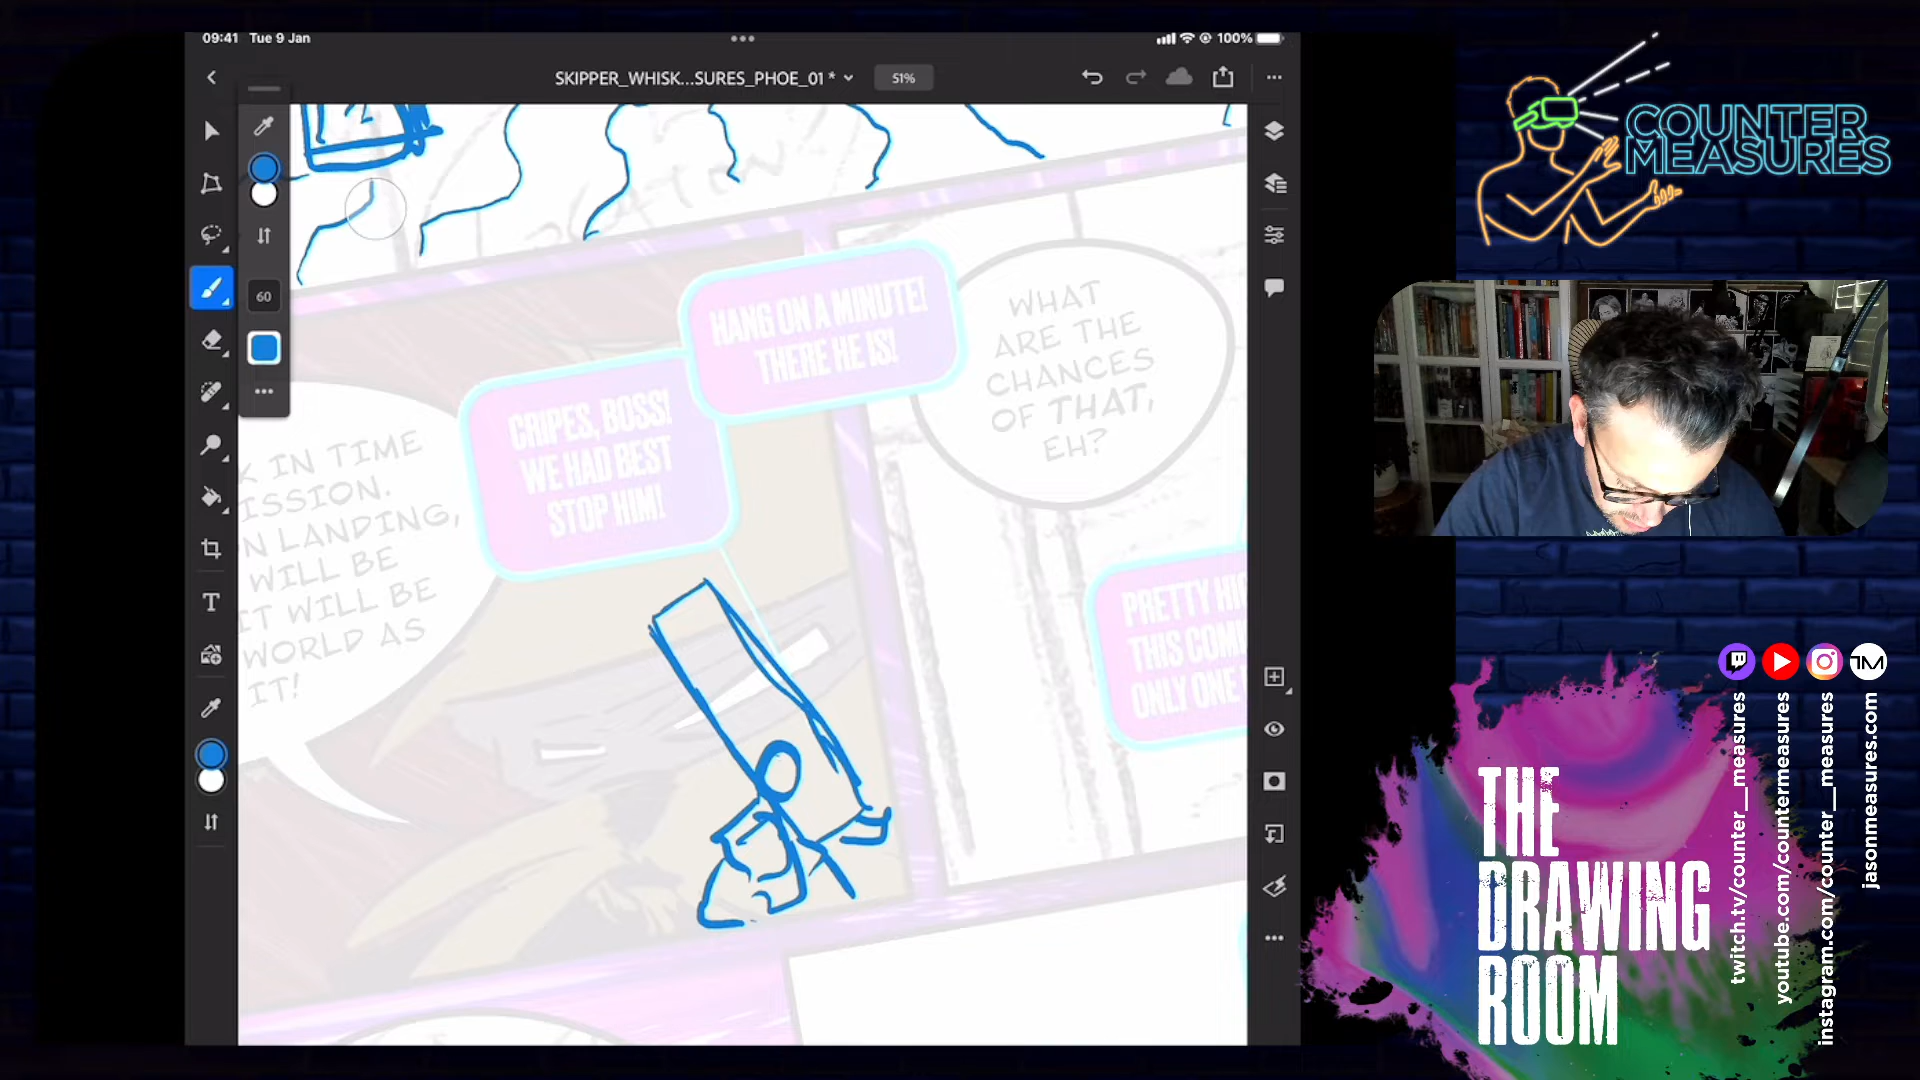 09:41 Tue 9 Jan
100%
SKIPPER_WHISK...SURES_PHOE_01 *
51%
60
HANG ON A MINUTE!
THERE HE IS!
CRIPES, BOSS!
WE HAD BEST
STOP HIM!
WHAT
ARE THE
CHANCES
OF THAT,
EH?
K IN TIME
ISSION.
N LANDING,
WILL BE
IT WILL BE
WORLD AS
IT!
PRETTY HI
THIS COMI
ONLY ONE
COUNTER
MEASURES
THE
DRAWING
ROOM
twitch.tv/counter__measures
youtube.com/countermeasures
instagram.com/counter__measures
jasonmeasures.com